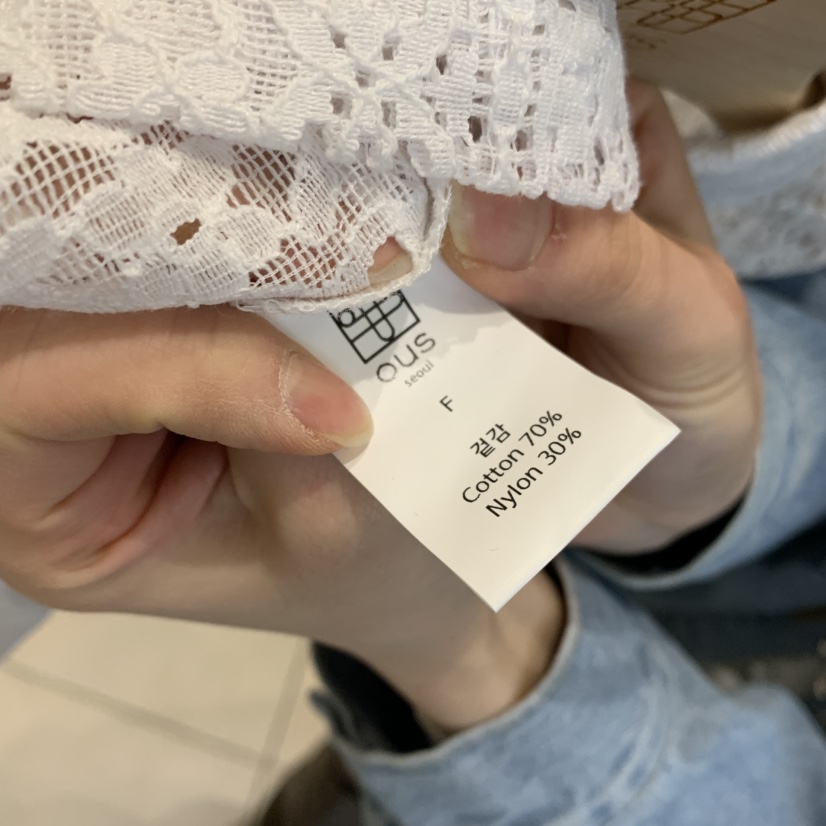 ous
seoul
F
겉감
Cotton 70%
Nylon 30%